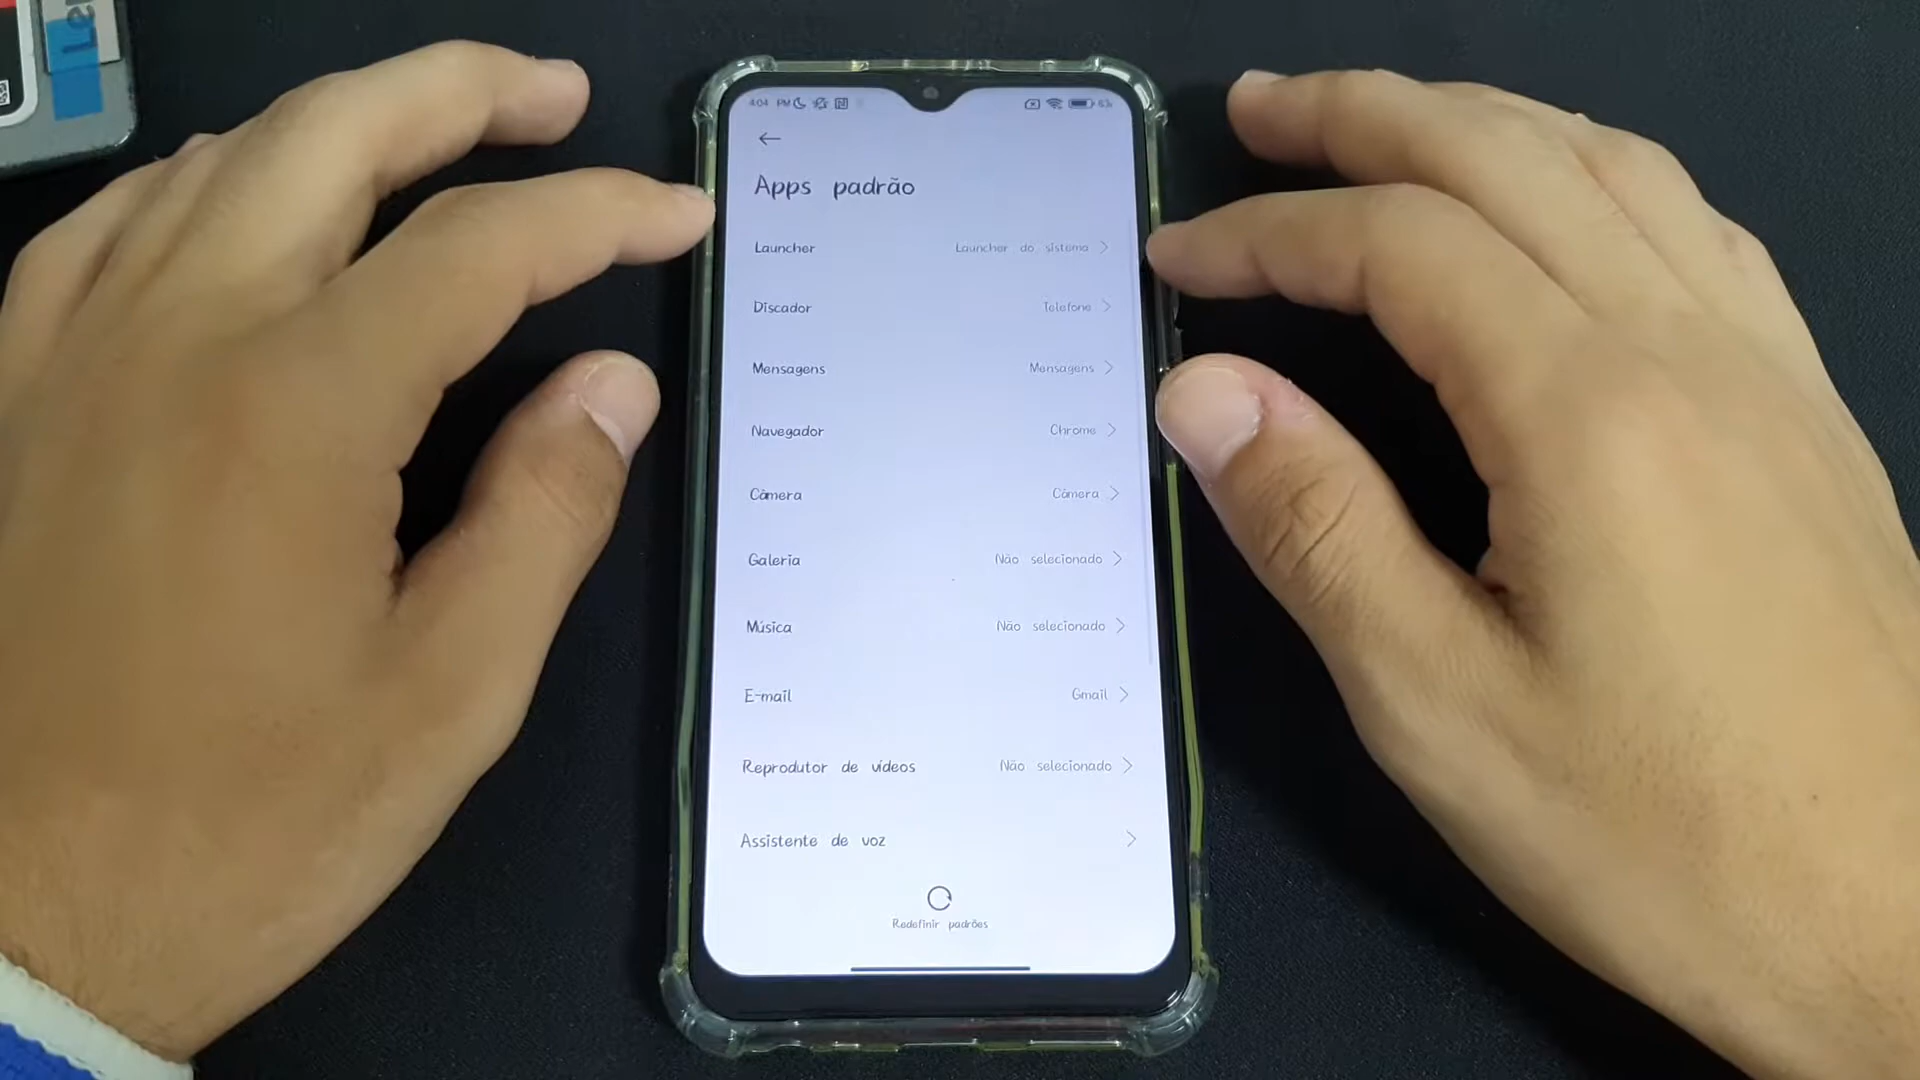 4:04 PM
Apps padrão
Launcher Launcher do sistema
Discador Telefone
Mensagens Mensagens
Navegador Chrome
Câmera Câmera
Galeria Não selecionado
Música Não selecionado
E-mail Gmail
Reprodutor de vídeos Não selecionado
Assistente de voz
Redefinir padrões